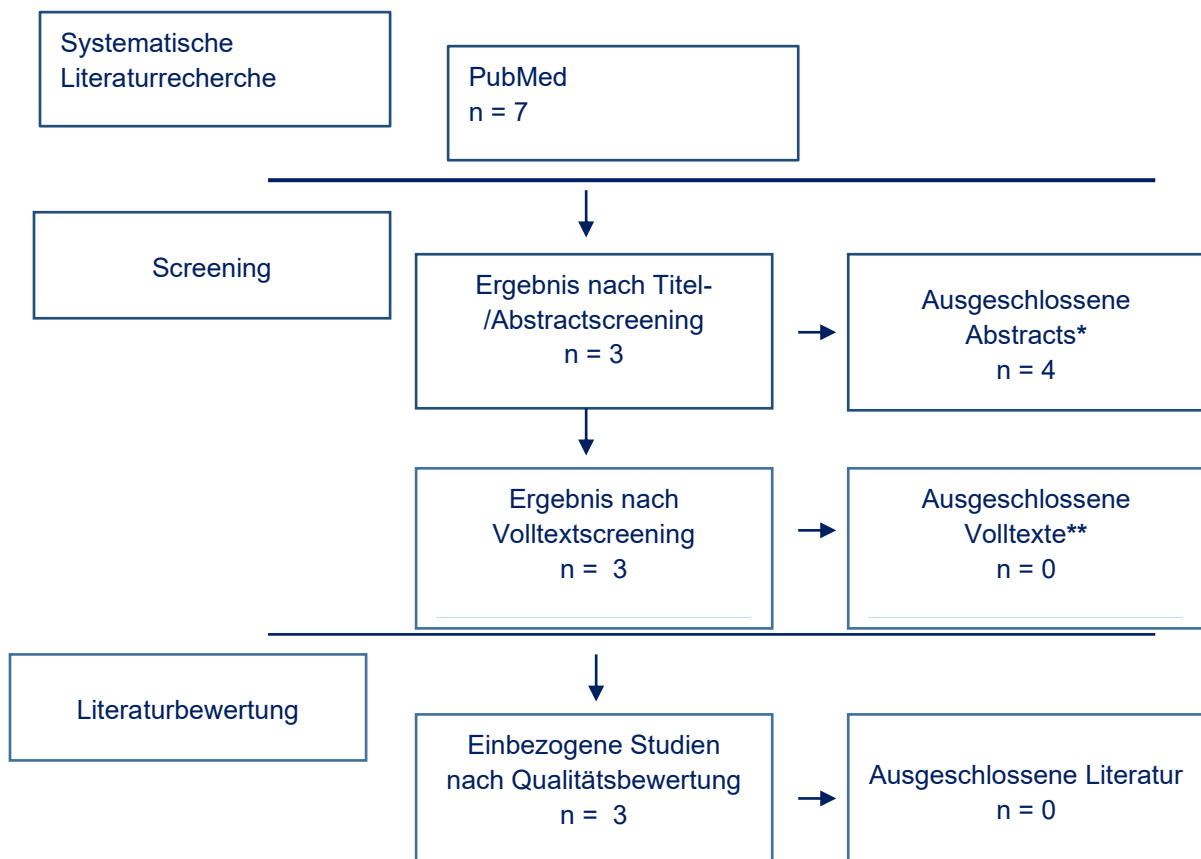 Systematische
Literaturrecherche
PubMed
n = 7
Screening
Ergebnis nach Titel-
/Abstractscreening
n = 3
Ausgeschlossene
Abstracts*
n = 4
Ergebnis nach
Volltextscreening
n =  3
Ausgeschlossene
Volltexte**
n = 0
Literaturbewertung
Einbezogene Studien
nach Qualitätsbewertung
n =  3
Ausgeschlossene Literatur
n = 0